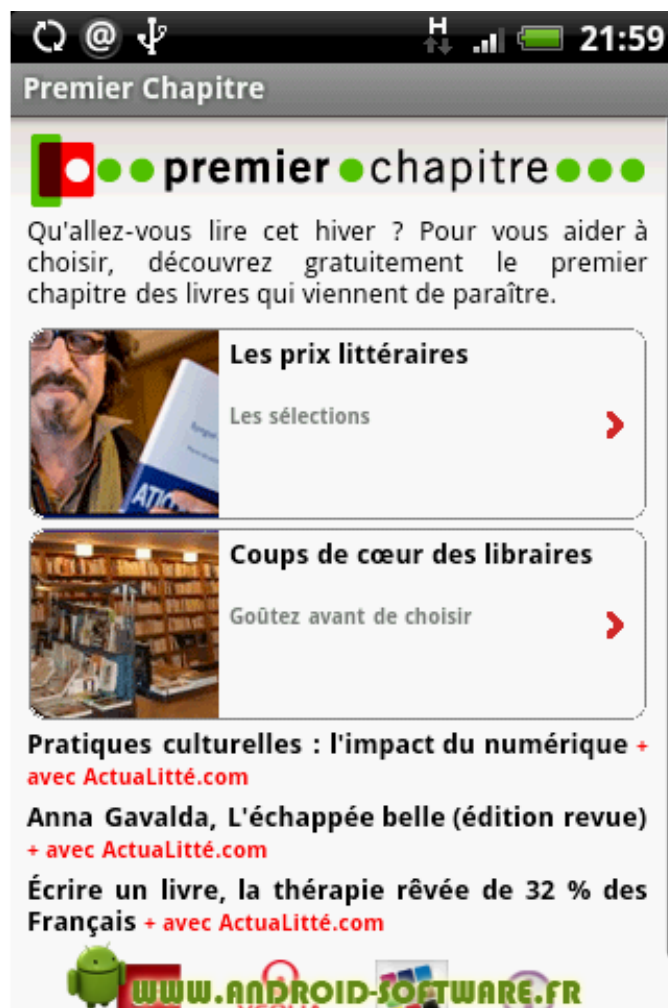 H
21:59
Premier Chapitre
premier chapitre
Qu'allez-vous lire cet hiver ? Pour vous aider à
choisir, découvrez gratuitement le premier
chapitre des livres qui viennent de paraître.
Les prix littéraires
Les sélections
Coups de cœur des libraires
Goûtez avant de choisir
Pratiques culturelles : l'impact du numérique +
avec ActuaLitté.com
Anna Gavalda, L'échappée belle (édition revue)
+ avec ActuaLitté.com
Écrire un livre, la thérapie rêvée de 32 % des
Français + avec ActuaLitté.com
WWW.ANDROID-SOFTWARE.FR